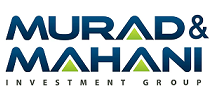 MURAD &
MAHANI
INVESTMENT GROUP